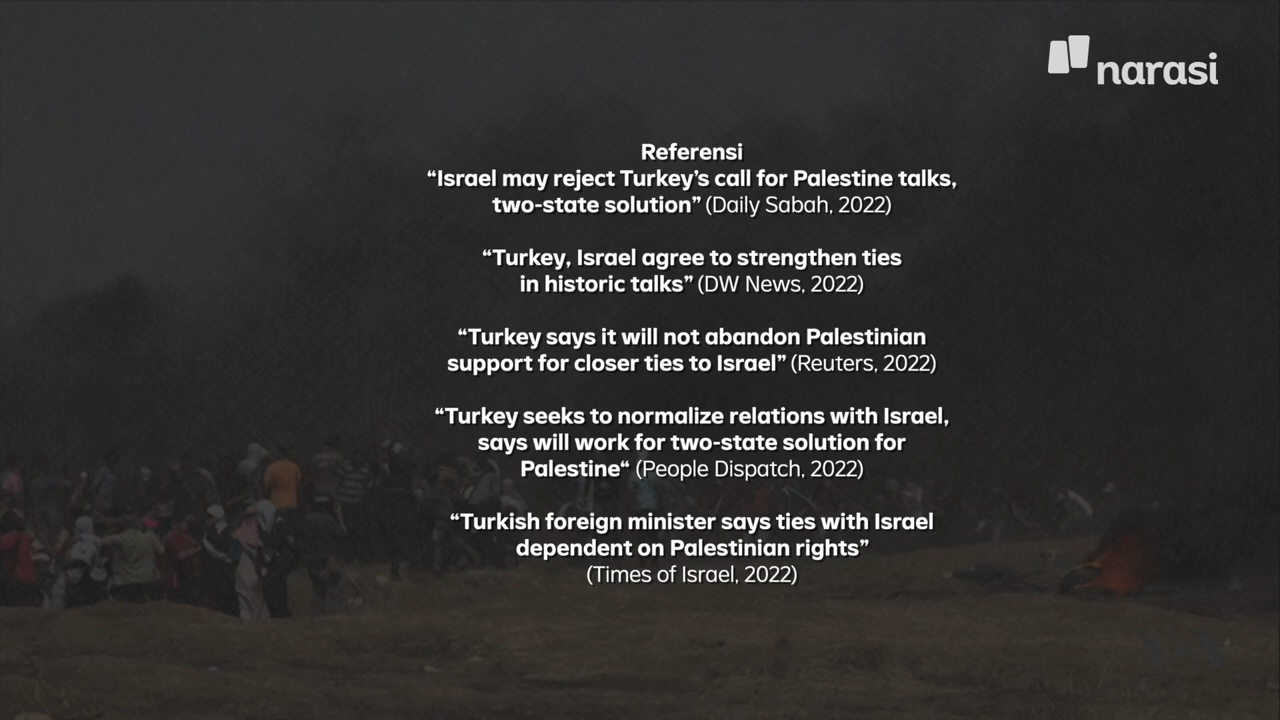 narasi
Referensi
“Israel may reject Turkey’s call for Palestine talks,
two-state solution” (Daily Sabah, 2022)
“Turkey, Israel agree to strengthen ties
in historic talks” (DW News, 2022)
“Turkey says it will not abandon Palestinian
support for closer ties to Israel” (Reuters, 2022)
“Turkey seeks to normalize relations with Israel,
says will work for two-state solution for
Palestine“ (People Dispatch, 2022)
“Turkish foreign minister says ties with Israel
dependent on Palestinian rights”
(Times of Israel, 2022)